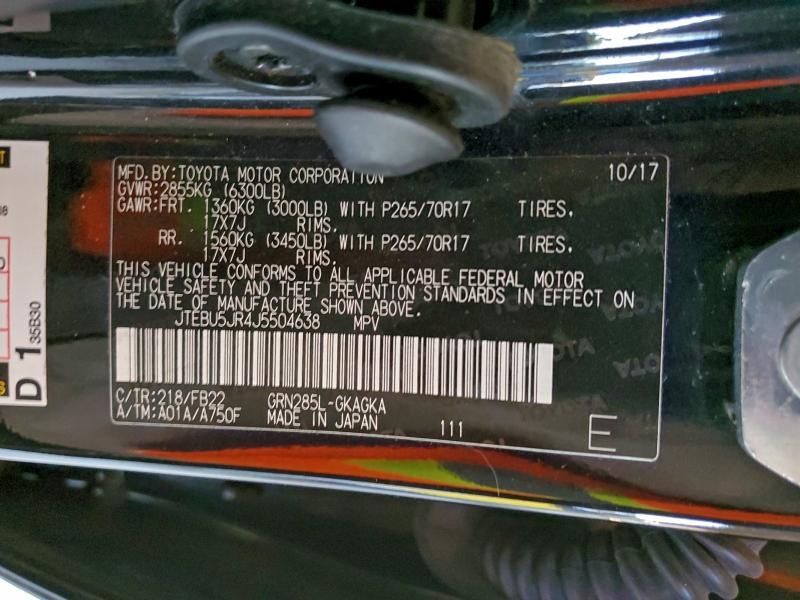 MFD.BY:TOYOTA MOTOR CORPORATION 10/17
GVWR:2855KG (6300LB)
GAWR:FRT. 1360KG (3000LB) WITH P265/70R17 TIRES.
17X7J RIMS.
RR. 1560KG (3450LB) WITH P265/70R17 TIRES.
17X7J RIMS.
THIS VEHICLE CONFORMS TO ALL APPLICABLE FEDERAL MOTOR
VEHICLE SAFETY AND THEFT PREVENTION STANDARDS IN EFFECT ON
THE DATE OF MANUFACTURE SHOWN ABOVE.
JTEBU5JR4J5504638 MPV
C/TR:218/FB22 GRN285L-GKAGKA
A/TM:A01A/A750F MADE IN JAPAN 111 E
D 1 35B30
TOYOTA